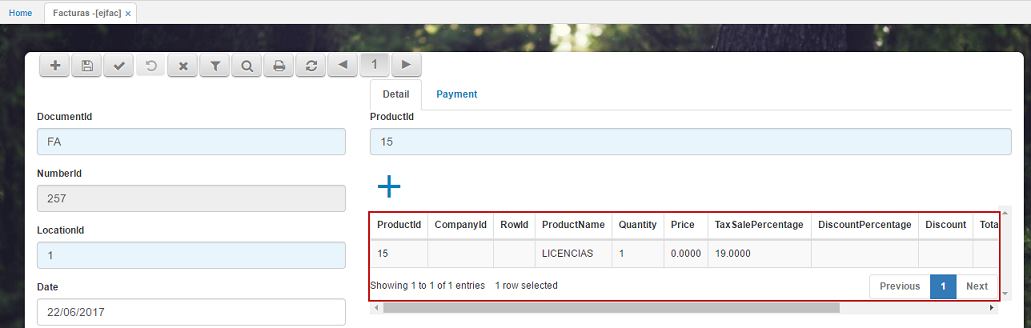 Home
Facturas -[ejfac] ×
1
Detail
Payment
DocumentId
FA
NumberId
257
LocationId
1
Date
22/06/2017
ProductId
15
ProductId CompanyId RowId ProductName Quantity Price TaxSalePercentage DiscountPercentage Discount Tota
15 LICENCIAS 1 0.0000 19.0000
Showing 1 to 1 of 1 entries 1 row selected
Previous 1 Next